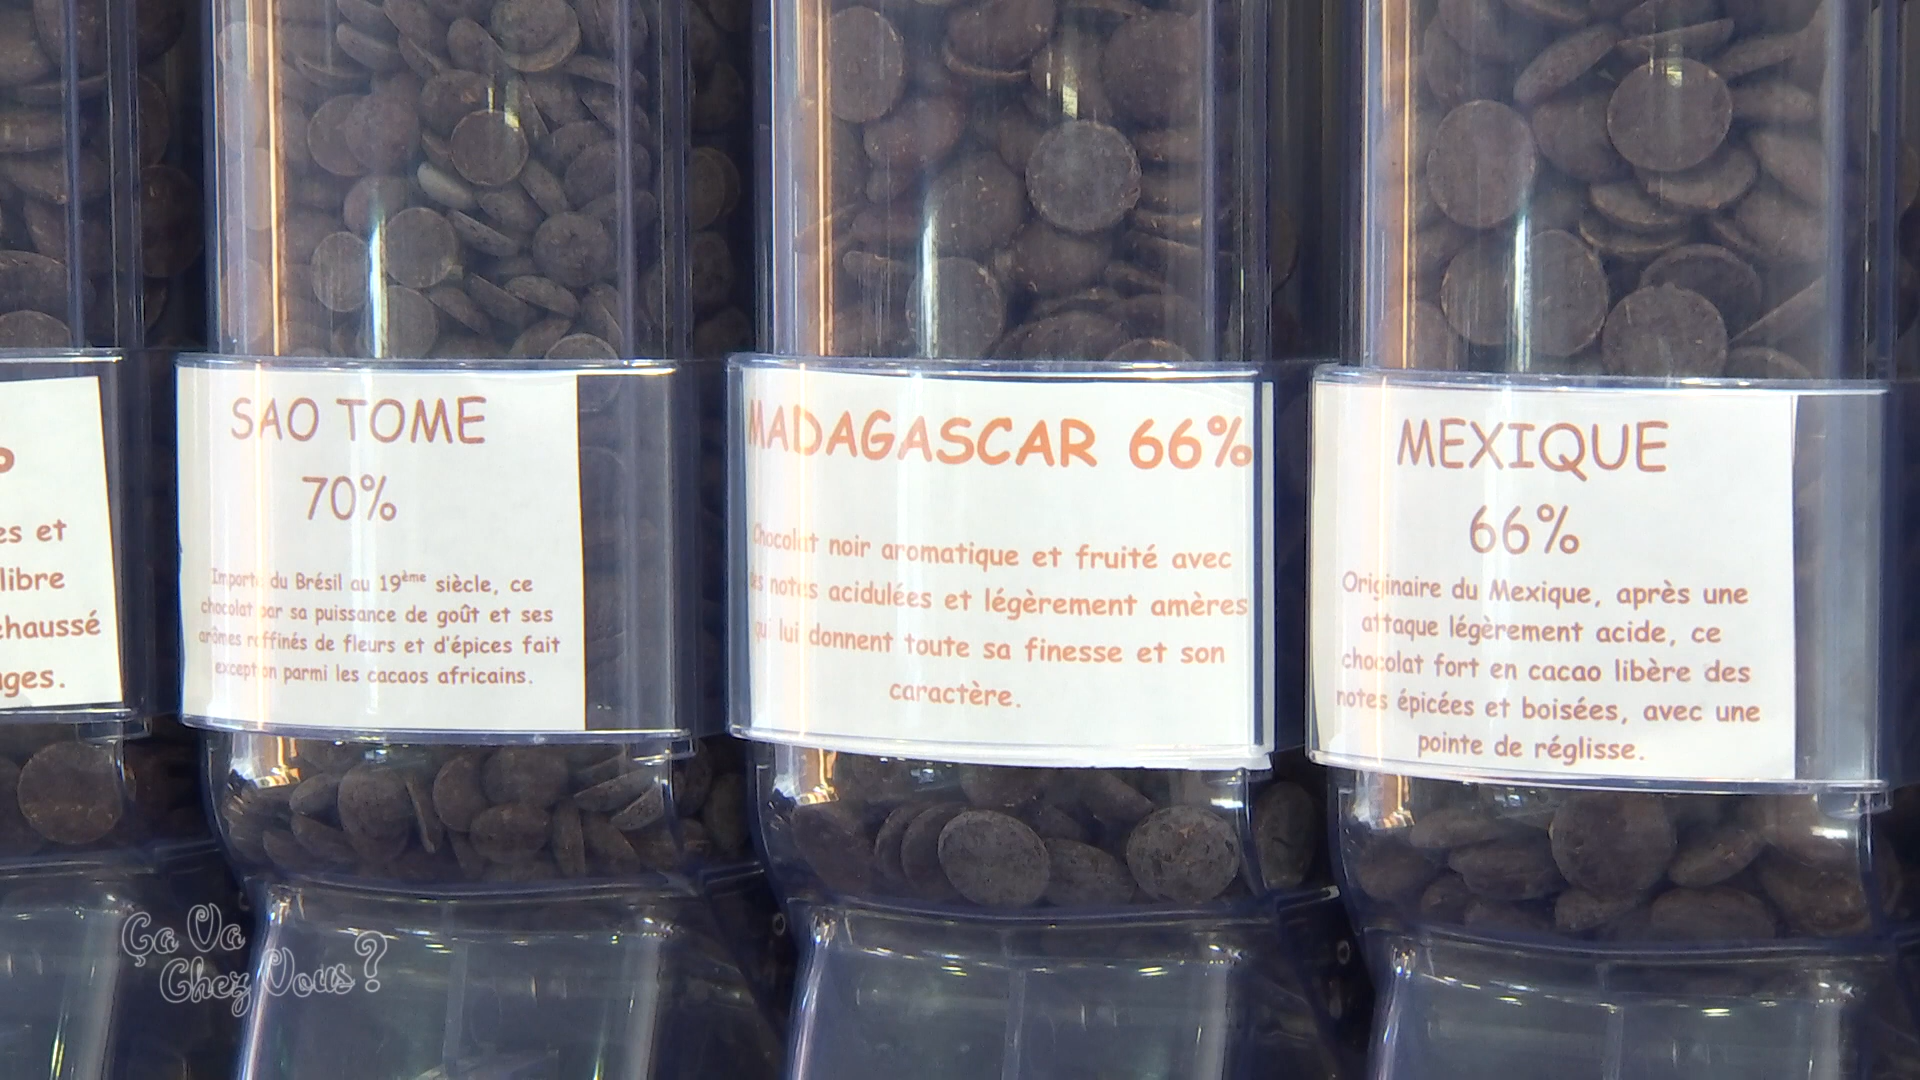 es et
libre
haussé
ges.
SAO TOME
70%
Importé du Brésil au 19ème siècle, ce
chocolat par sa puissance de goût et ses
arômes raffinés de fleurs et d'épices fait
exception parmi les cacaos africains.
MADAGASCAR 66%
Chocolat noir aromatique et fruité avec
des notes acidulées et légèrement amères
qui lui donnent toute sa finesse et son
caractère.
MEXIQUE
66%
Originaire du Mexique, après une
attaque légèrement acide, ce
chocolat fort en cacao libère des
notes épicées et boisées, avec une
pointe de réglisse.
Ça Va
Chez Vous ?